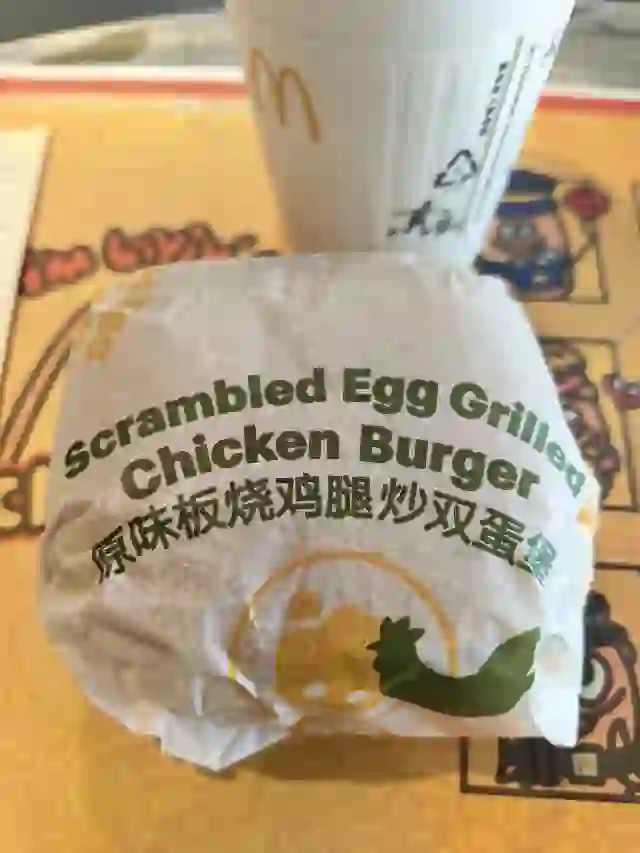 Scrambled Egg Grilled
Chicken Burger
原味板烧鸡腿炒双蛋堡